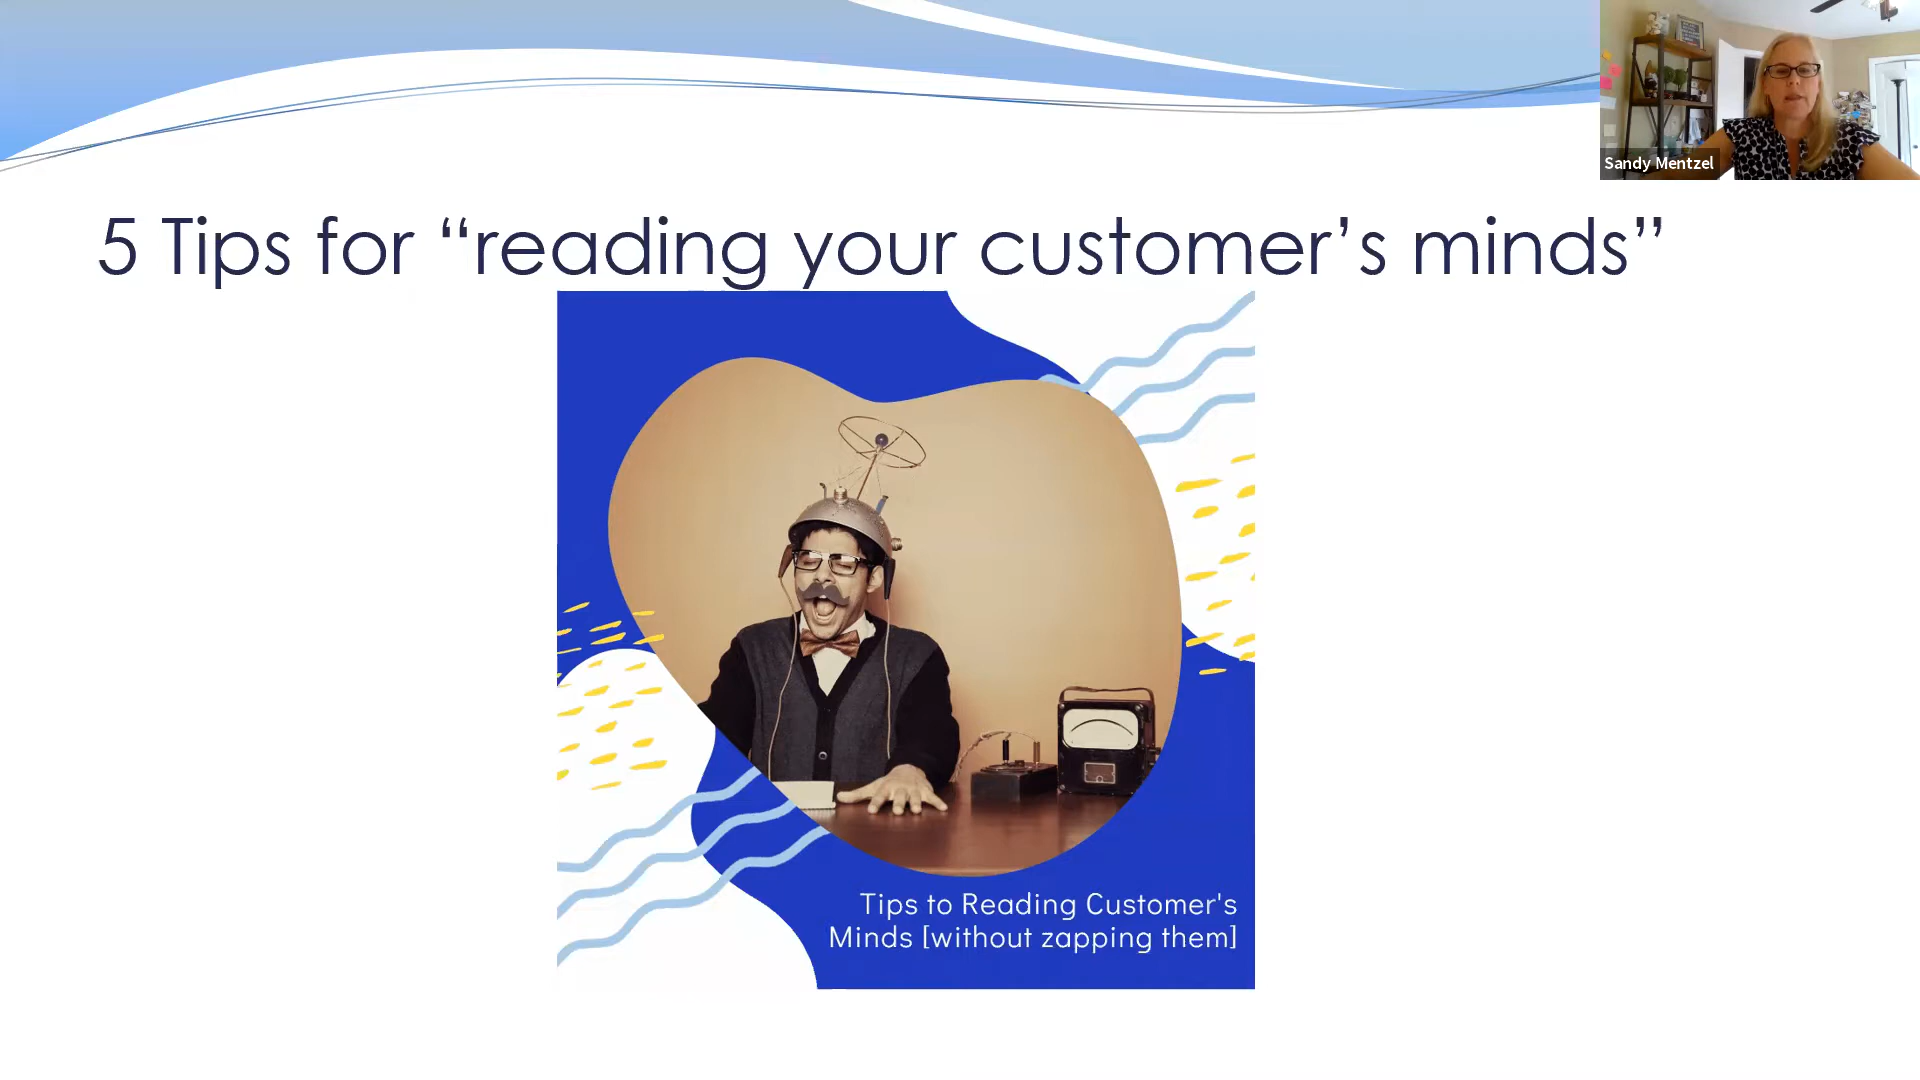 Sandy Mentzel
5 Tips for “reading your customer’s minds”
Tips to Reading Customer's
Minds [without zapping them]